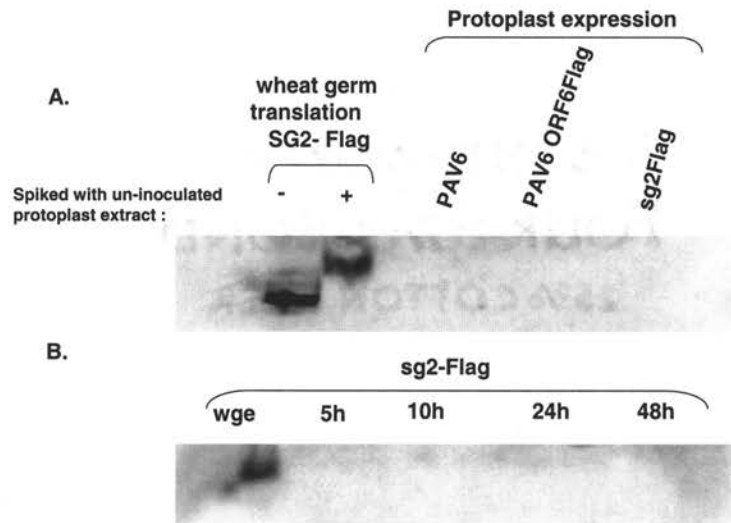 Protoplast expression
A.
wheat germ
translation
SG2- Flag
PAV6
PAV6 ORF6Flag
sg2Flag
Spiked with un-inoculated
protoplast extract :
- +
COTTON
B.
sg2-Flag
wge 5h 10h 24h 48h